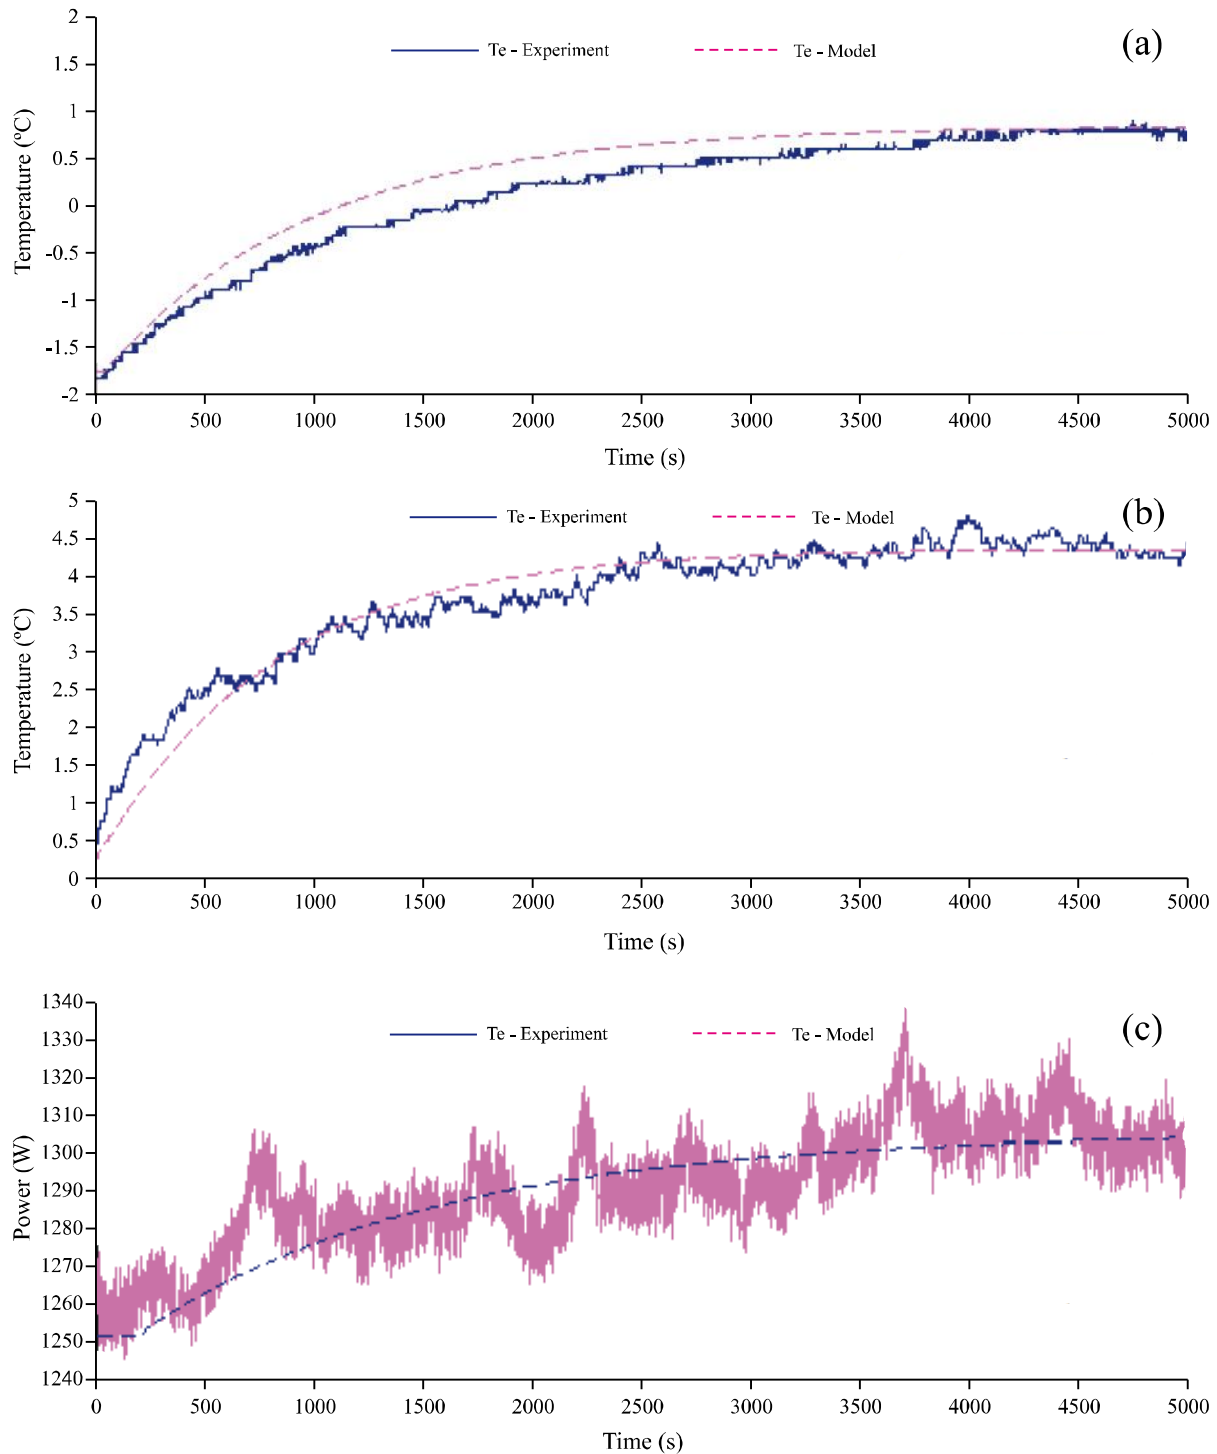 (a)
Te - Experiment
Te - Model
Temperature (ºC)
2
1.5
1
0.5
0
-0.5
-1
-1.5
-2
0 500 1000 1500 2000 2500 3000 3500 4000 4500 5000
Time (s)
(b)
Te - Experiment
Te - Model
Temperature (ºC)
5
4.5
4
3.5
3
2.5
2
1.5
1
0.5
0
0 500 1000 1500 2000 2500 3000 3500 4000 4500 5000
Time (s)
(c)
Te - Experiment
Te - Model
Power (W)
1340
1330
1320
1310
1300
1290
1280
1270
1260
1250
1240
0 500 1000 1500 2000 2500 3000 3500 4000 4500 5000
Time (s)